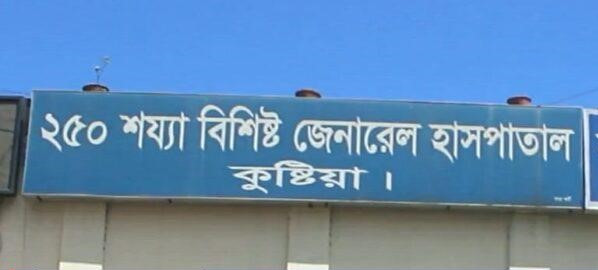 ২৫০ শয্যা বিশিষ্ট জেনারেল হাসপাতাল
কুষ্টিয়া ।